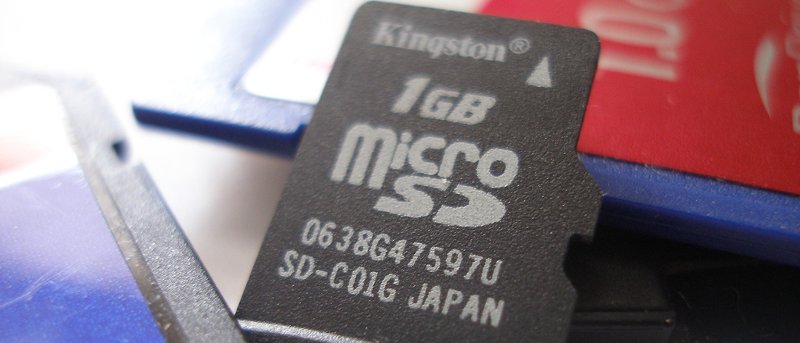 Kingston®
1GB
micro
SD
0638G47597U
SD-C01G JAPAN